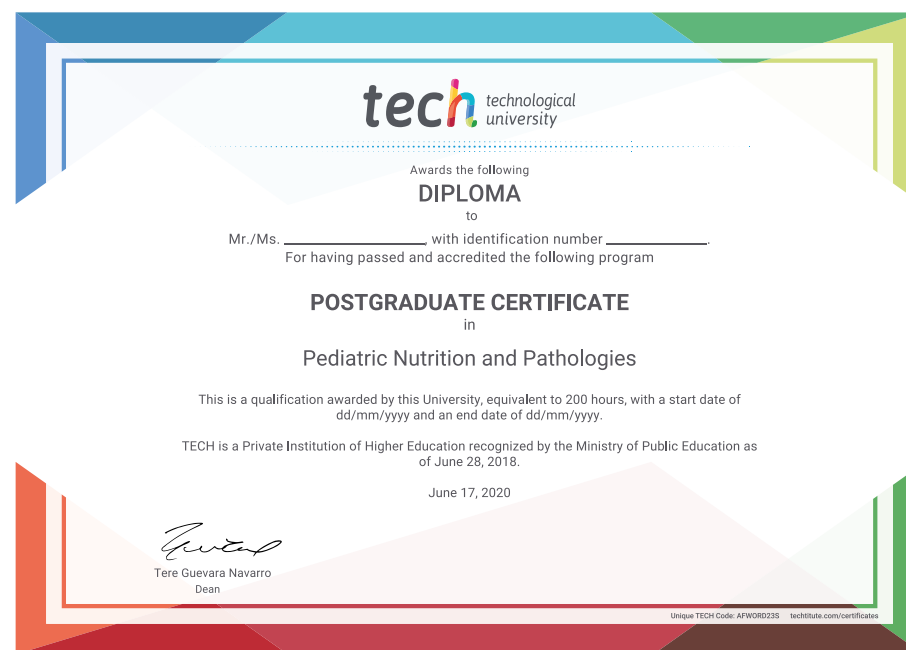 tech technological
university
Awards the following
DIPLOMA
to
Mr./Ms. ____________, with identification number ____________.
For having passed and accredited the following program
POSTGRADUATE CERTIFICATE
in
Pediatric Nutrition and Pathologies
This is a qualification awarded by this University, equivalent to 200 hours, with a start date of
dd/mm/yyyy and an end date of dd/mm/yyyy.
TECH is a Private Institution of Higher Education recognized by the Ministry of Public Education as
of June 28, 2018.
June 17, 2020
Tere Guevara Navarro
Dean
Unique TECH Code: AFWORD23S techtitute.com/certificates